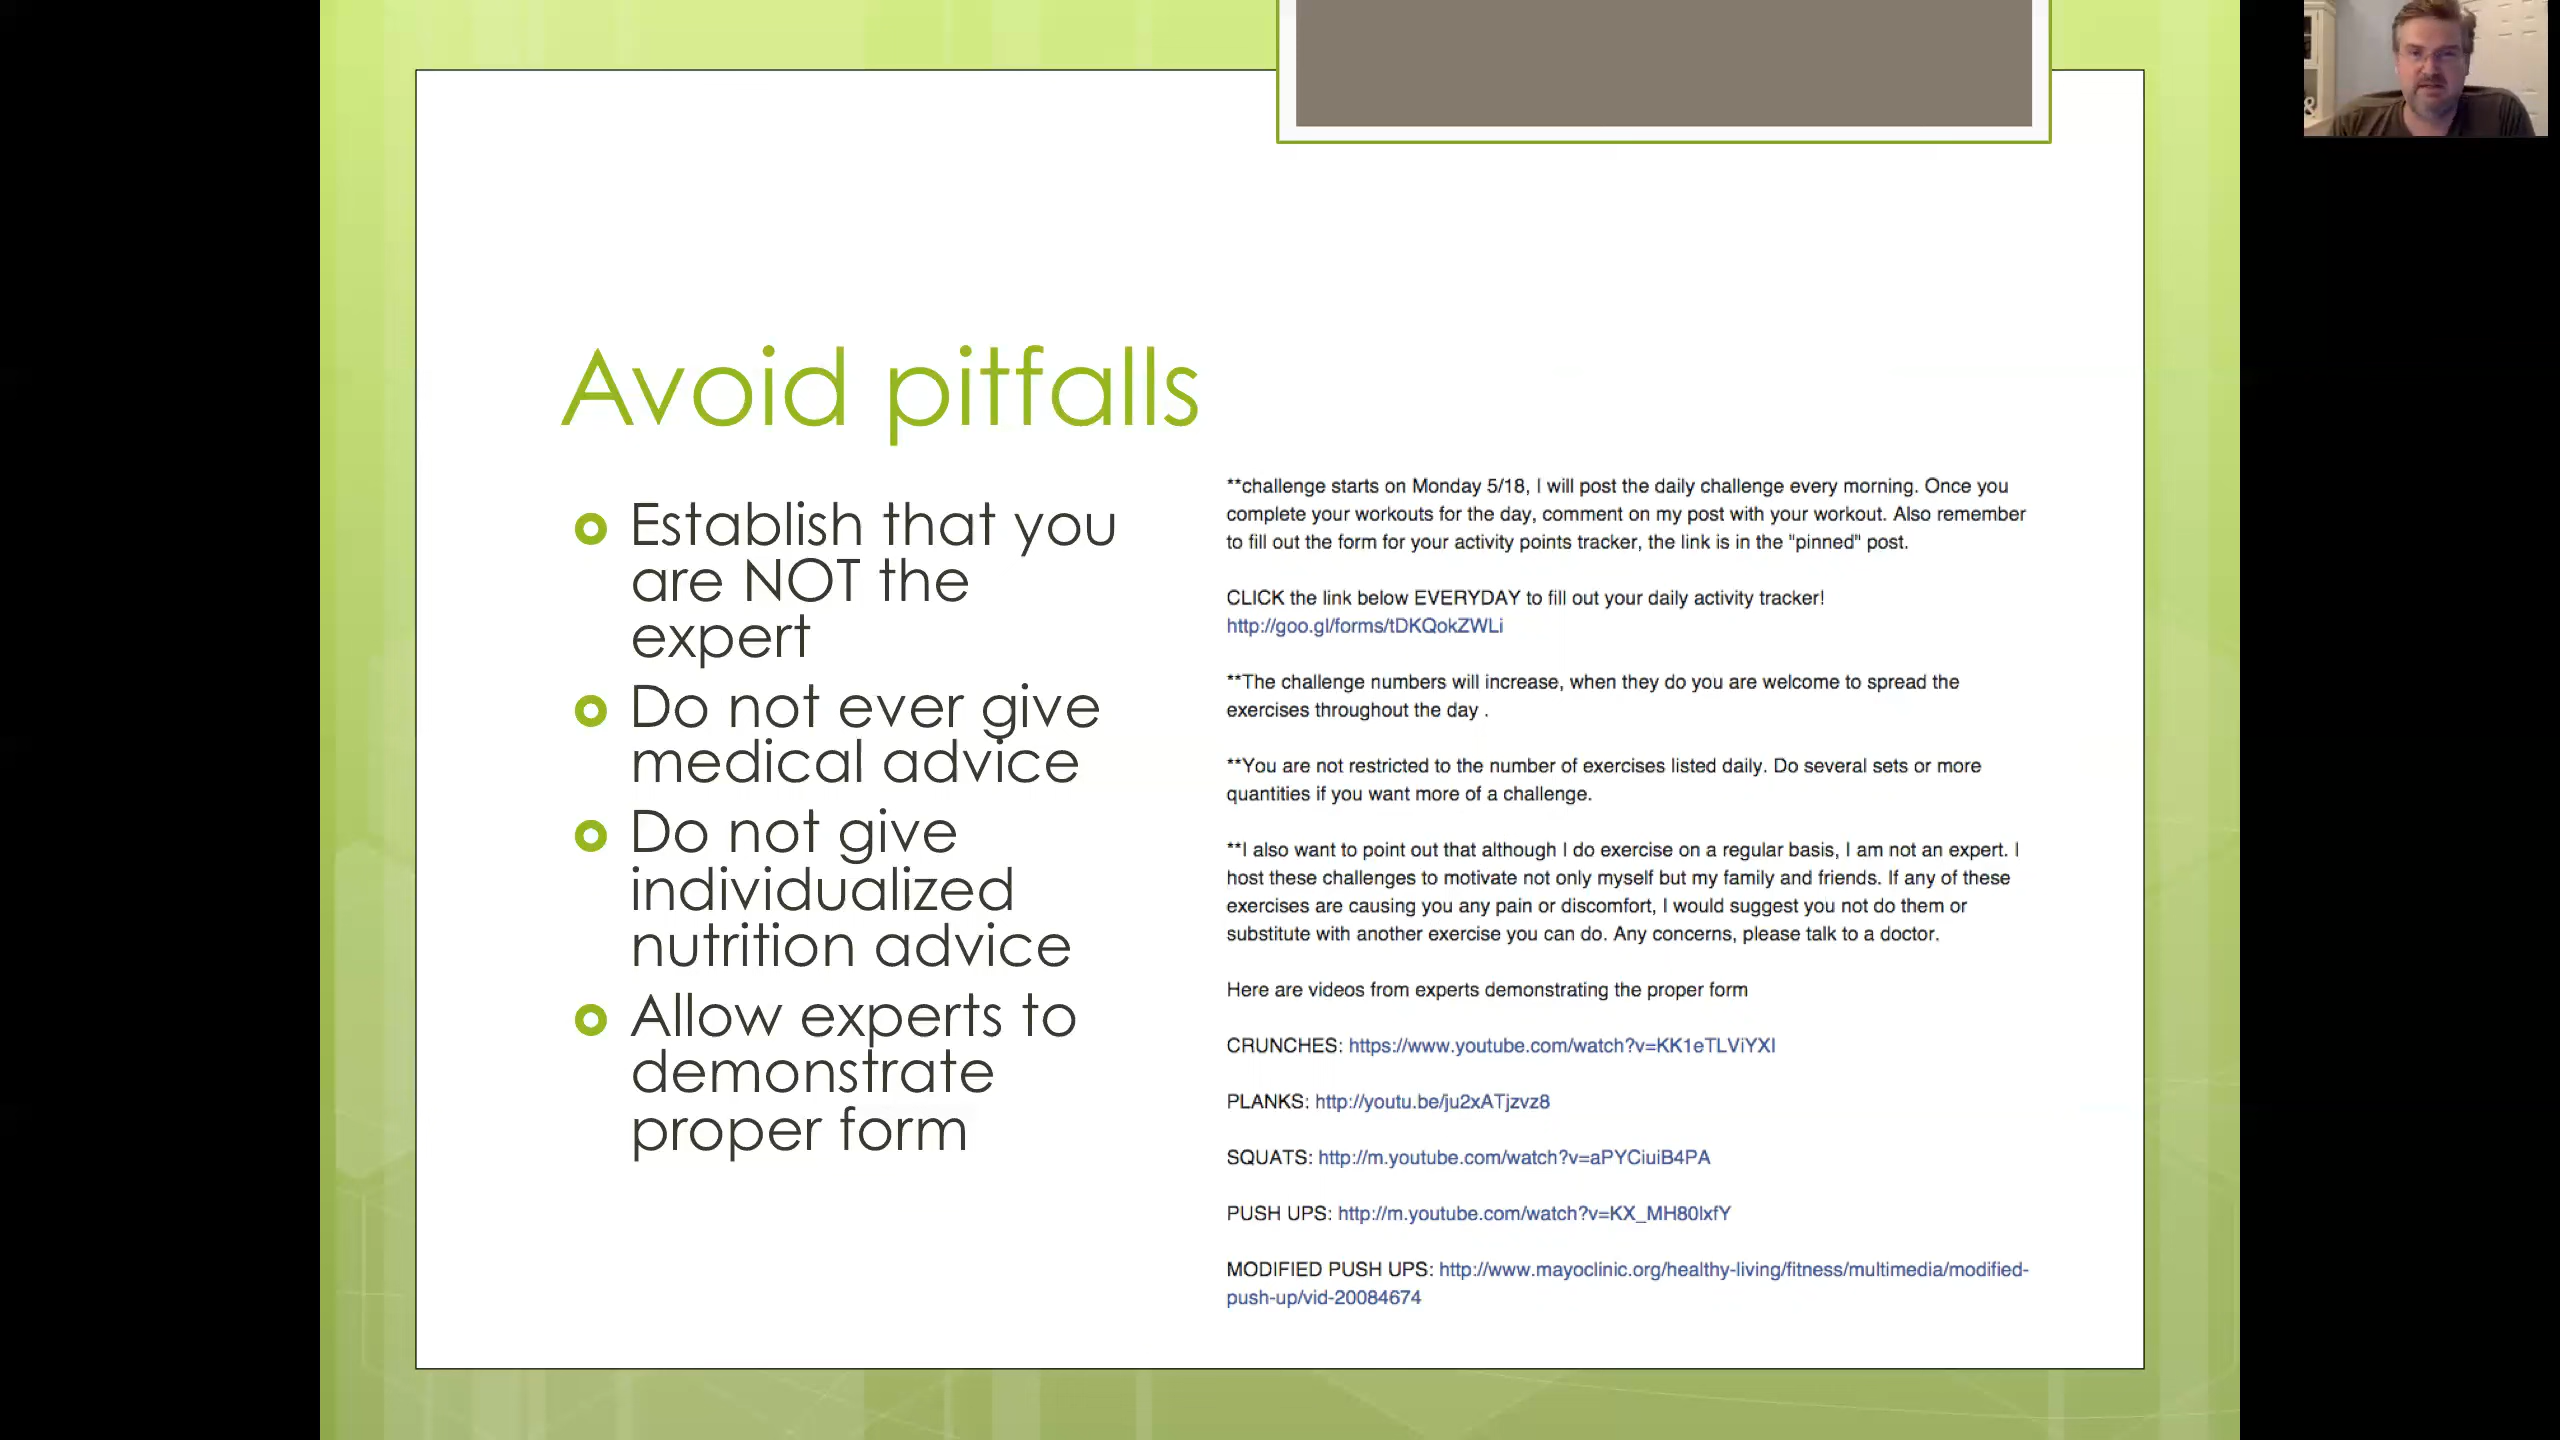 Avoid pitfalls
Establish that you
are NOT the
expert
Do not ever give
medical advice
Do not give
individualized
nutrition advice
Allow experts to
demonstrate
proper form
**challenge starts on Monday 5/18, I will post the daily challenge every morning. Once you
complete your workouts for the day, comment on my post with your workout. Also remember
to fill out the form for your activity points tracker, the link is in the "pinned" post.
CLICK the link below EVERYDAY to fill out your daily activity tracker!
http://goo.gl/forms/tDKQokZWLi
**The challenge numbers will increase, when they do you are welcome to spread the
exercises throughout the day .
**You are not restricted to the number of exercises listed daily. Do several sets or more
quantities if you want more of a challenge.
**I also want to point out that although I do exercise on a regular basis, I am not an expert. I
host these challenges to motivate not only myself but my family and friends. If any of these
exercises are causing you any pain or discomfort, I would suggest you not do them or
substitute with another exercise you can do. Any concerns, please talk to a doctor.
Here are videos from experts demonstrating the proper form
CRUNCHES: https://www.youtube.com/watch?v=KK1eTLViYXI
PLANKS: http://youtu.be/ju2xATjzvz8
SQUATS: http://m.youtube.com/watch?v=aPYCiuiB4PA
PUSH UPS: http://m.youtube.com/watch?v=KX_MH80lxfY
MODIFIED PUSH UPS: http://www.mayoclinic.org/healthy-living/fitness/multimedia/modified-
push-up/vid-20084674
&